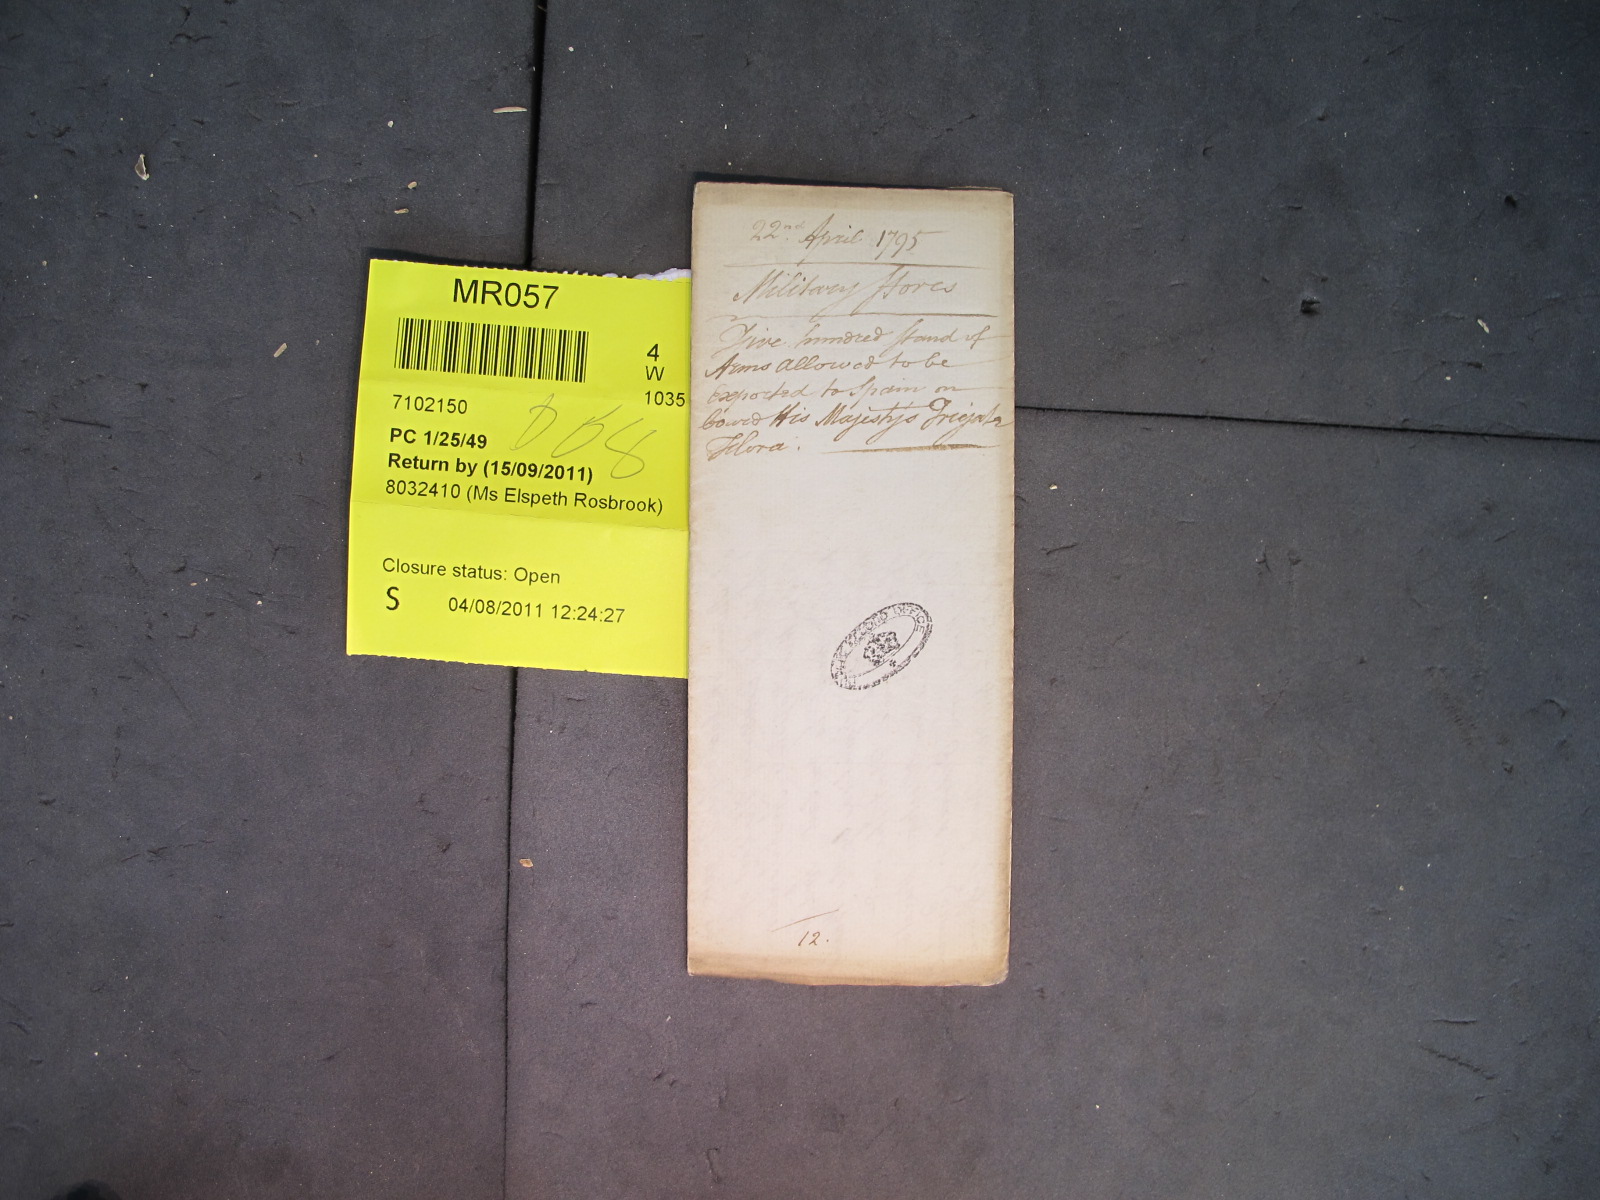 MR057
4
W
1035
7102150
PC 1/25/49
Return by (15/09/2011)
8032410 (Ms Elspeth Rosbrook)
Closure status: Open
S 04/08/2011 12:24:27
22nd. April 1795
Military Stores
Five hundred Stand of
Arms allowed to be
exported to Spain on
board His Majesty's Frigate
Flora.
RECORD OFFICE
12.